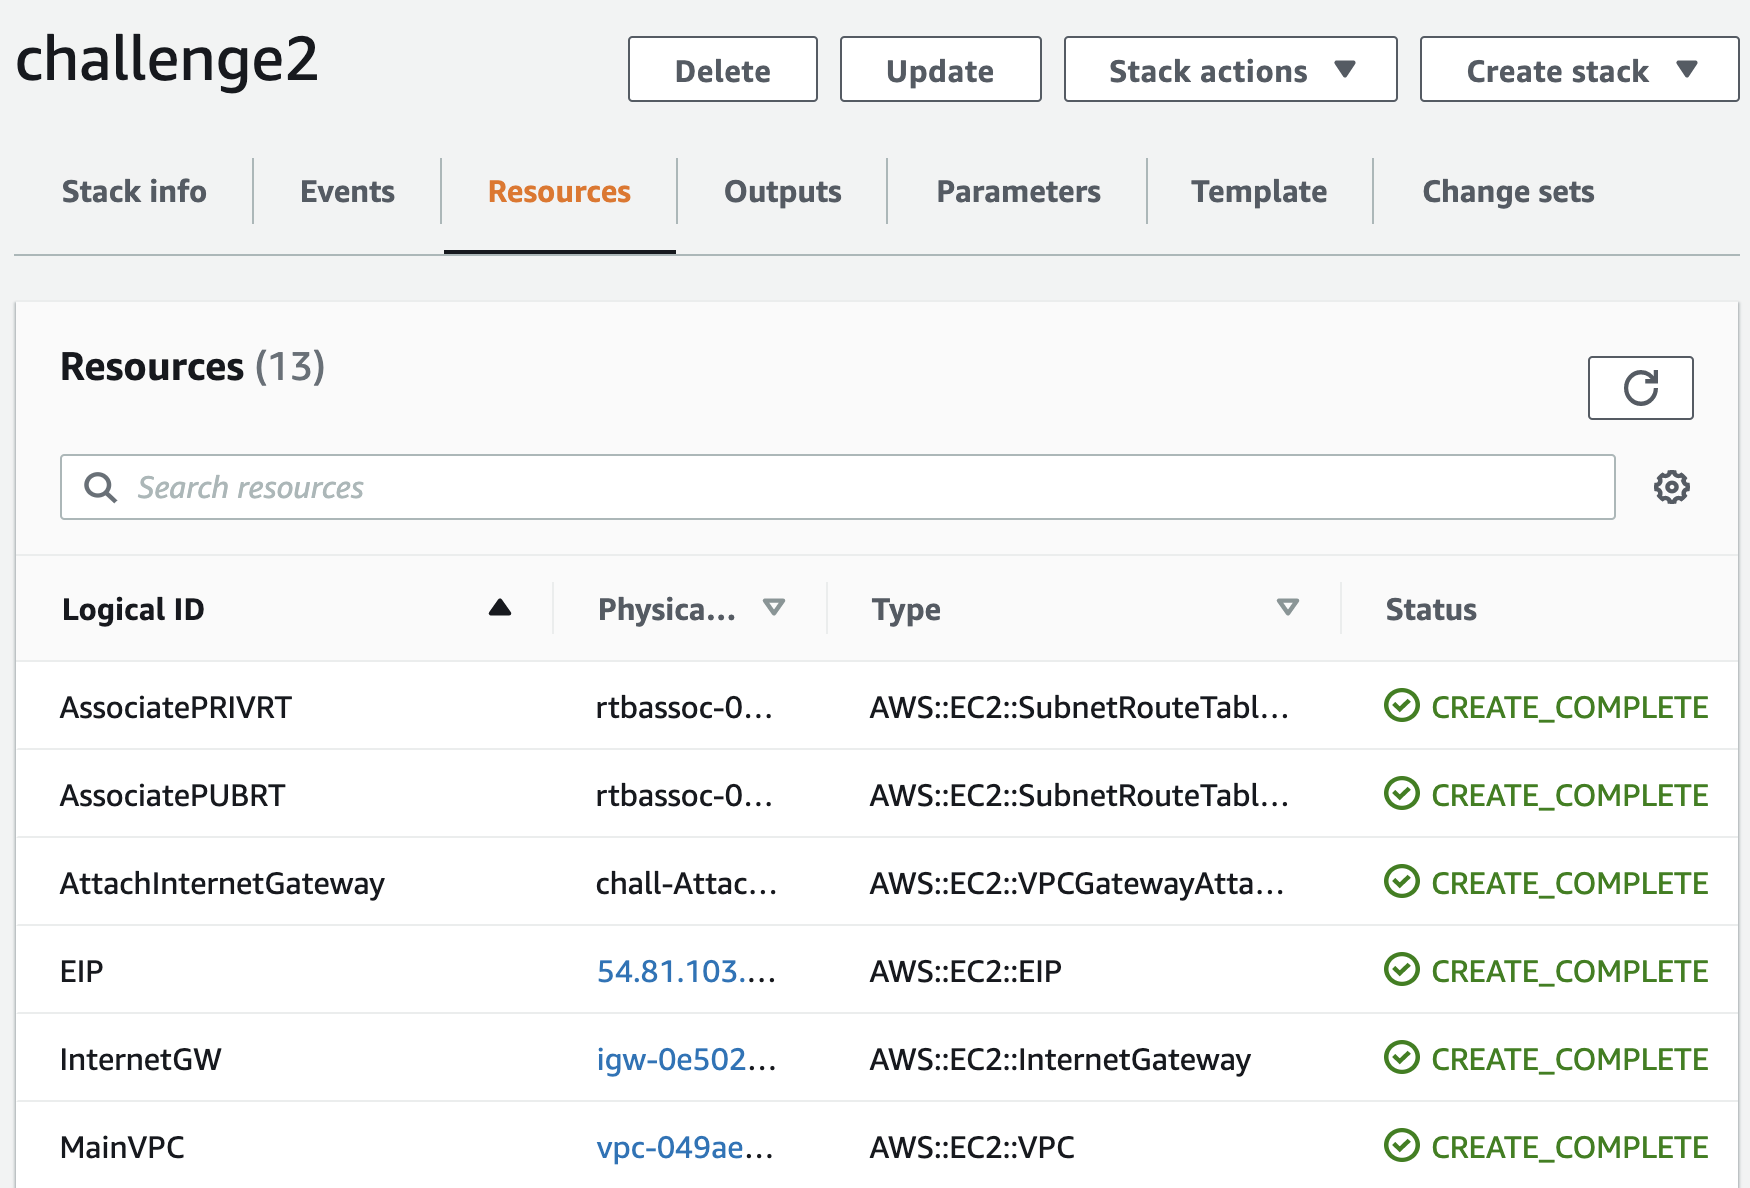 challenge2
Delete
Update
Stack actions
Create stack
Stack info
Events
Resources
Outputs
Parameters
Template
Change sets
Resources (13)
Search resources
Logical ID
Physica...
Type
Status
AssociatePRIVRT rtbassoc-0... AWS::EC2::SubnetRouteTabl... CREATE_COMPLETE
AssociatePUBRT rtbassoc-0... AWS::EC2::SubnetRouteTabl... CREATE_COMPLETE
AttachInternetGateway chall-Attac... AWS::EC2::VPCGatewayAtta... CREATE_COMPLETE
EIP 54.81.103.... AWS::EC2::EIP CREATE_COMPLETE
InternetGW igw-0e502... AWS::EC2::InternetGateway CREATE_COMPLETE
MainVPC vpc-049ae... AWS::EC2::VPC CREATE_COMPLETE